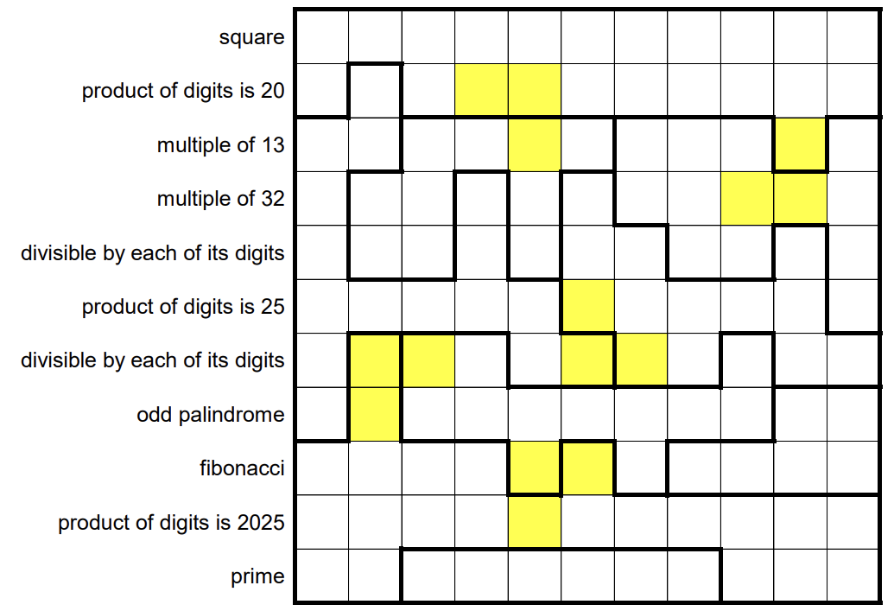 square
product of digits is 20
multiple of 13
multiple of 32
divisible by each of its digits
product of digits is 25
divisible by each of its digits
odd palindrome
fibonacci
product of digits is 2025
prime